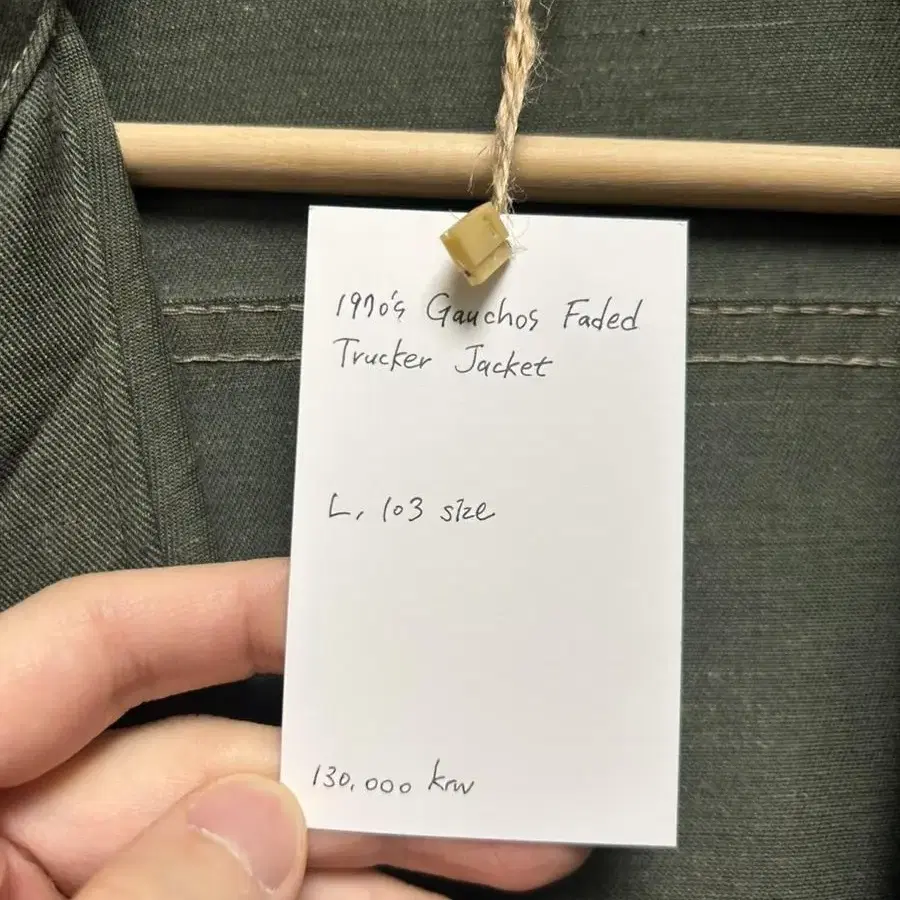 1970's Gauchos Faded
Trucker Jacket
L, 103 size
130,000 krw